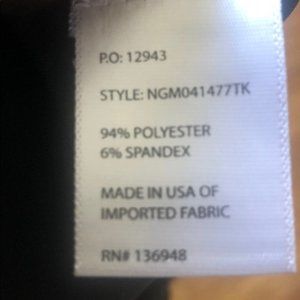 P.O: 12943
STYLE: NGM041477TK
94% POLYESTER
6% SPANDEX
MADE IN USA OF
IMPORTED FABRIC
RN# 136948